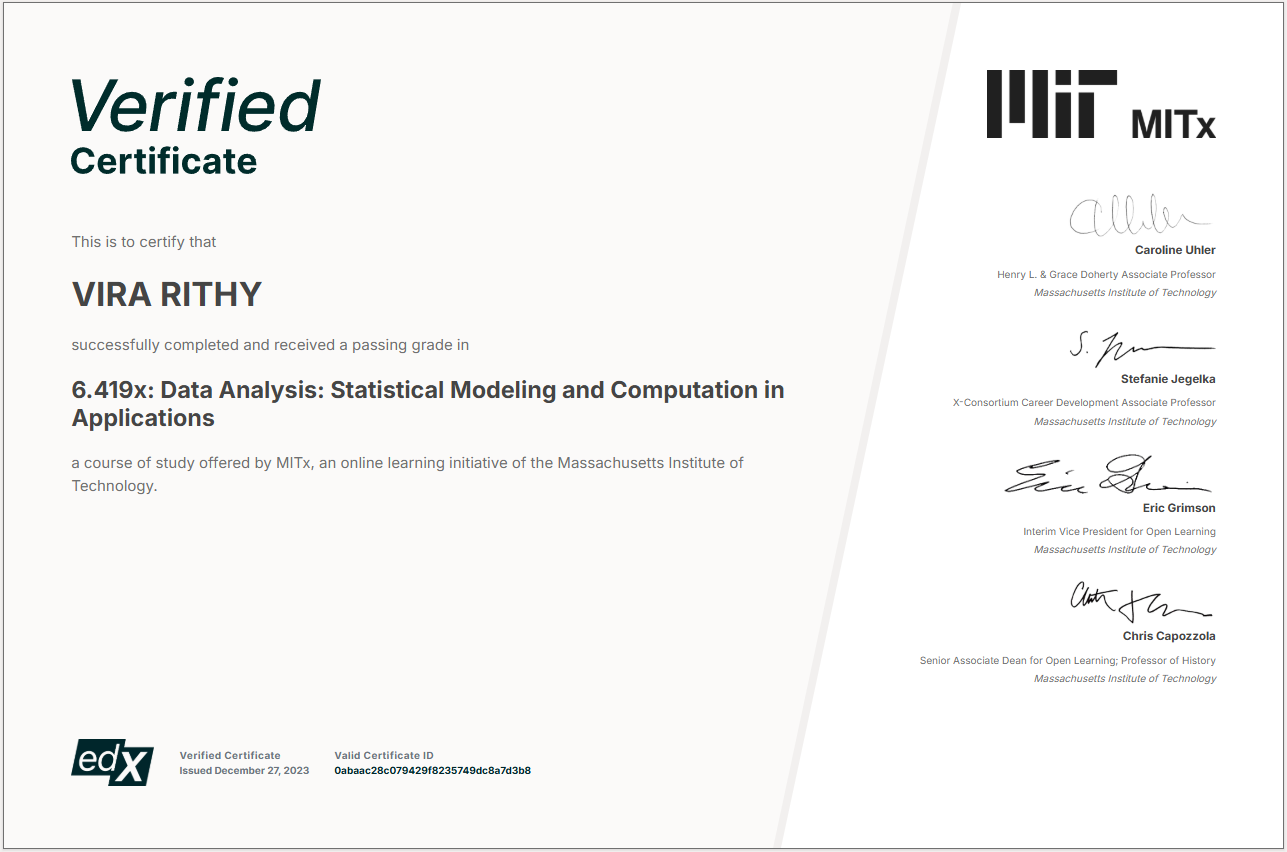 Verified
Certificate
This is to certify that
VIRA RITHY
successfully completed and received a passing grade in
6.419x: Data Analysis: Statistical Modeling and Computation in
Applications
a course of study offered by MITx, an online learning initiative of the Massachusetts Institute of
Technology.
edX
Verified Certificate
Issued December 27, 2023
Valid Certificate ID
0abaac28c079429f8235749dc8a7d3b8
MIT MITx
Caroline Uhler
Henry L. & Grace Doherty Associate Professor
Massachusetts Institute of Technology
Stefanie Jegelka
X-Consortium Career Development Associate Professor
Massachusetts Institute of Technology
Eric Grimson
Interim Vice President for Open Learning
Massachusetts Institute of Technology
Chris Capozzola
Senior Associate Dean for Open Learning; Professor of History
Massachusetts Institute of Technology